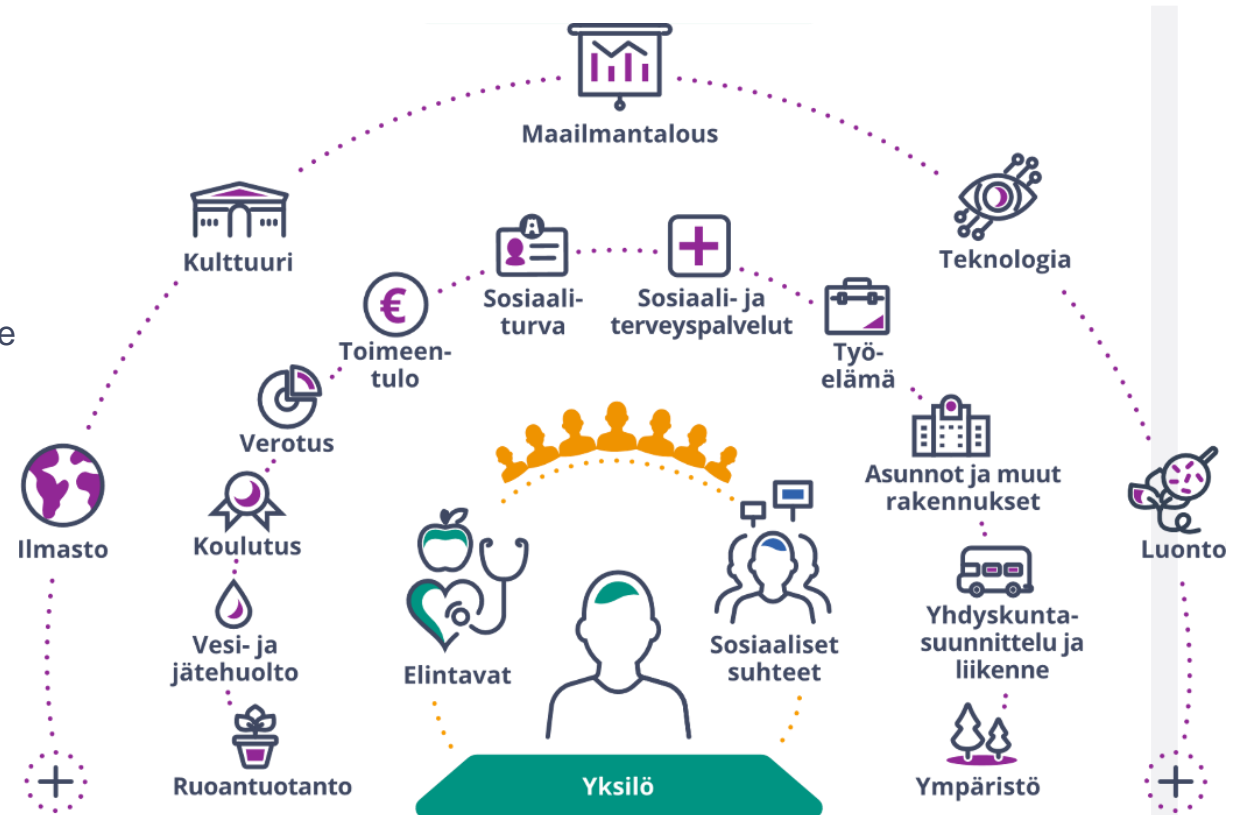 Maailmantalous
Kulttuuri
Teknologia
Sosiaali-
turva
Sosiaali- ja
terveyspalvelut
e
Toimeen-
tulo
Työ-
elämä
€
Verotus
Asunnot ja muut
rakennukset
Ilmasto
Koulutus
Luonto
Vesi- ja
jätehuolto
Elintavat
Sosiaaliset
suhteet
Yhdyskunta-
suunnittelu ja
liikenne
Ruoantuotanto
Yksilö
Ympäristö